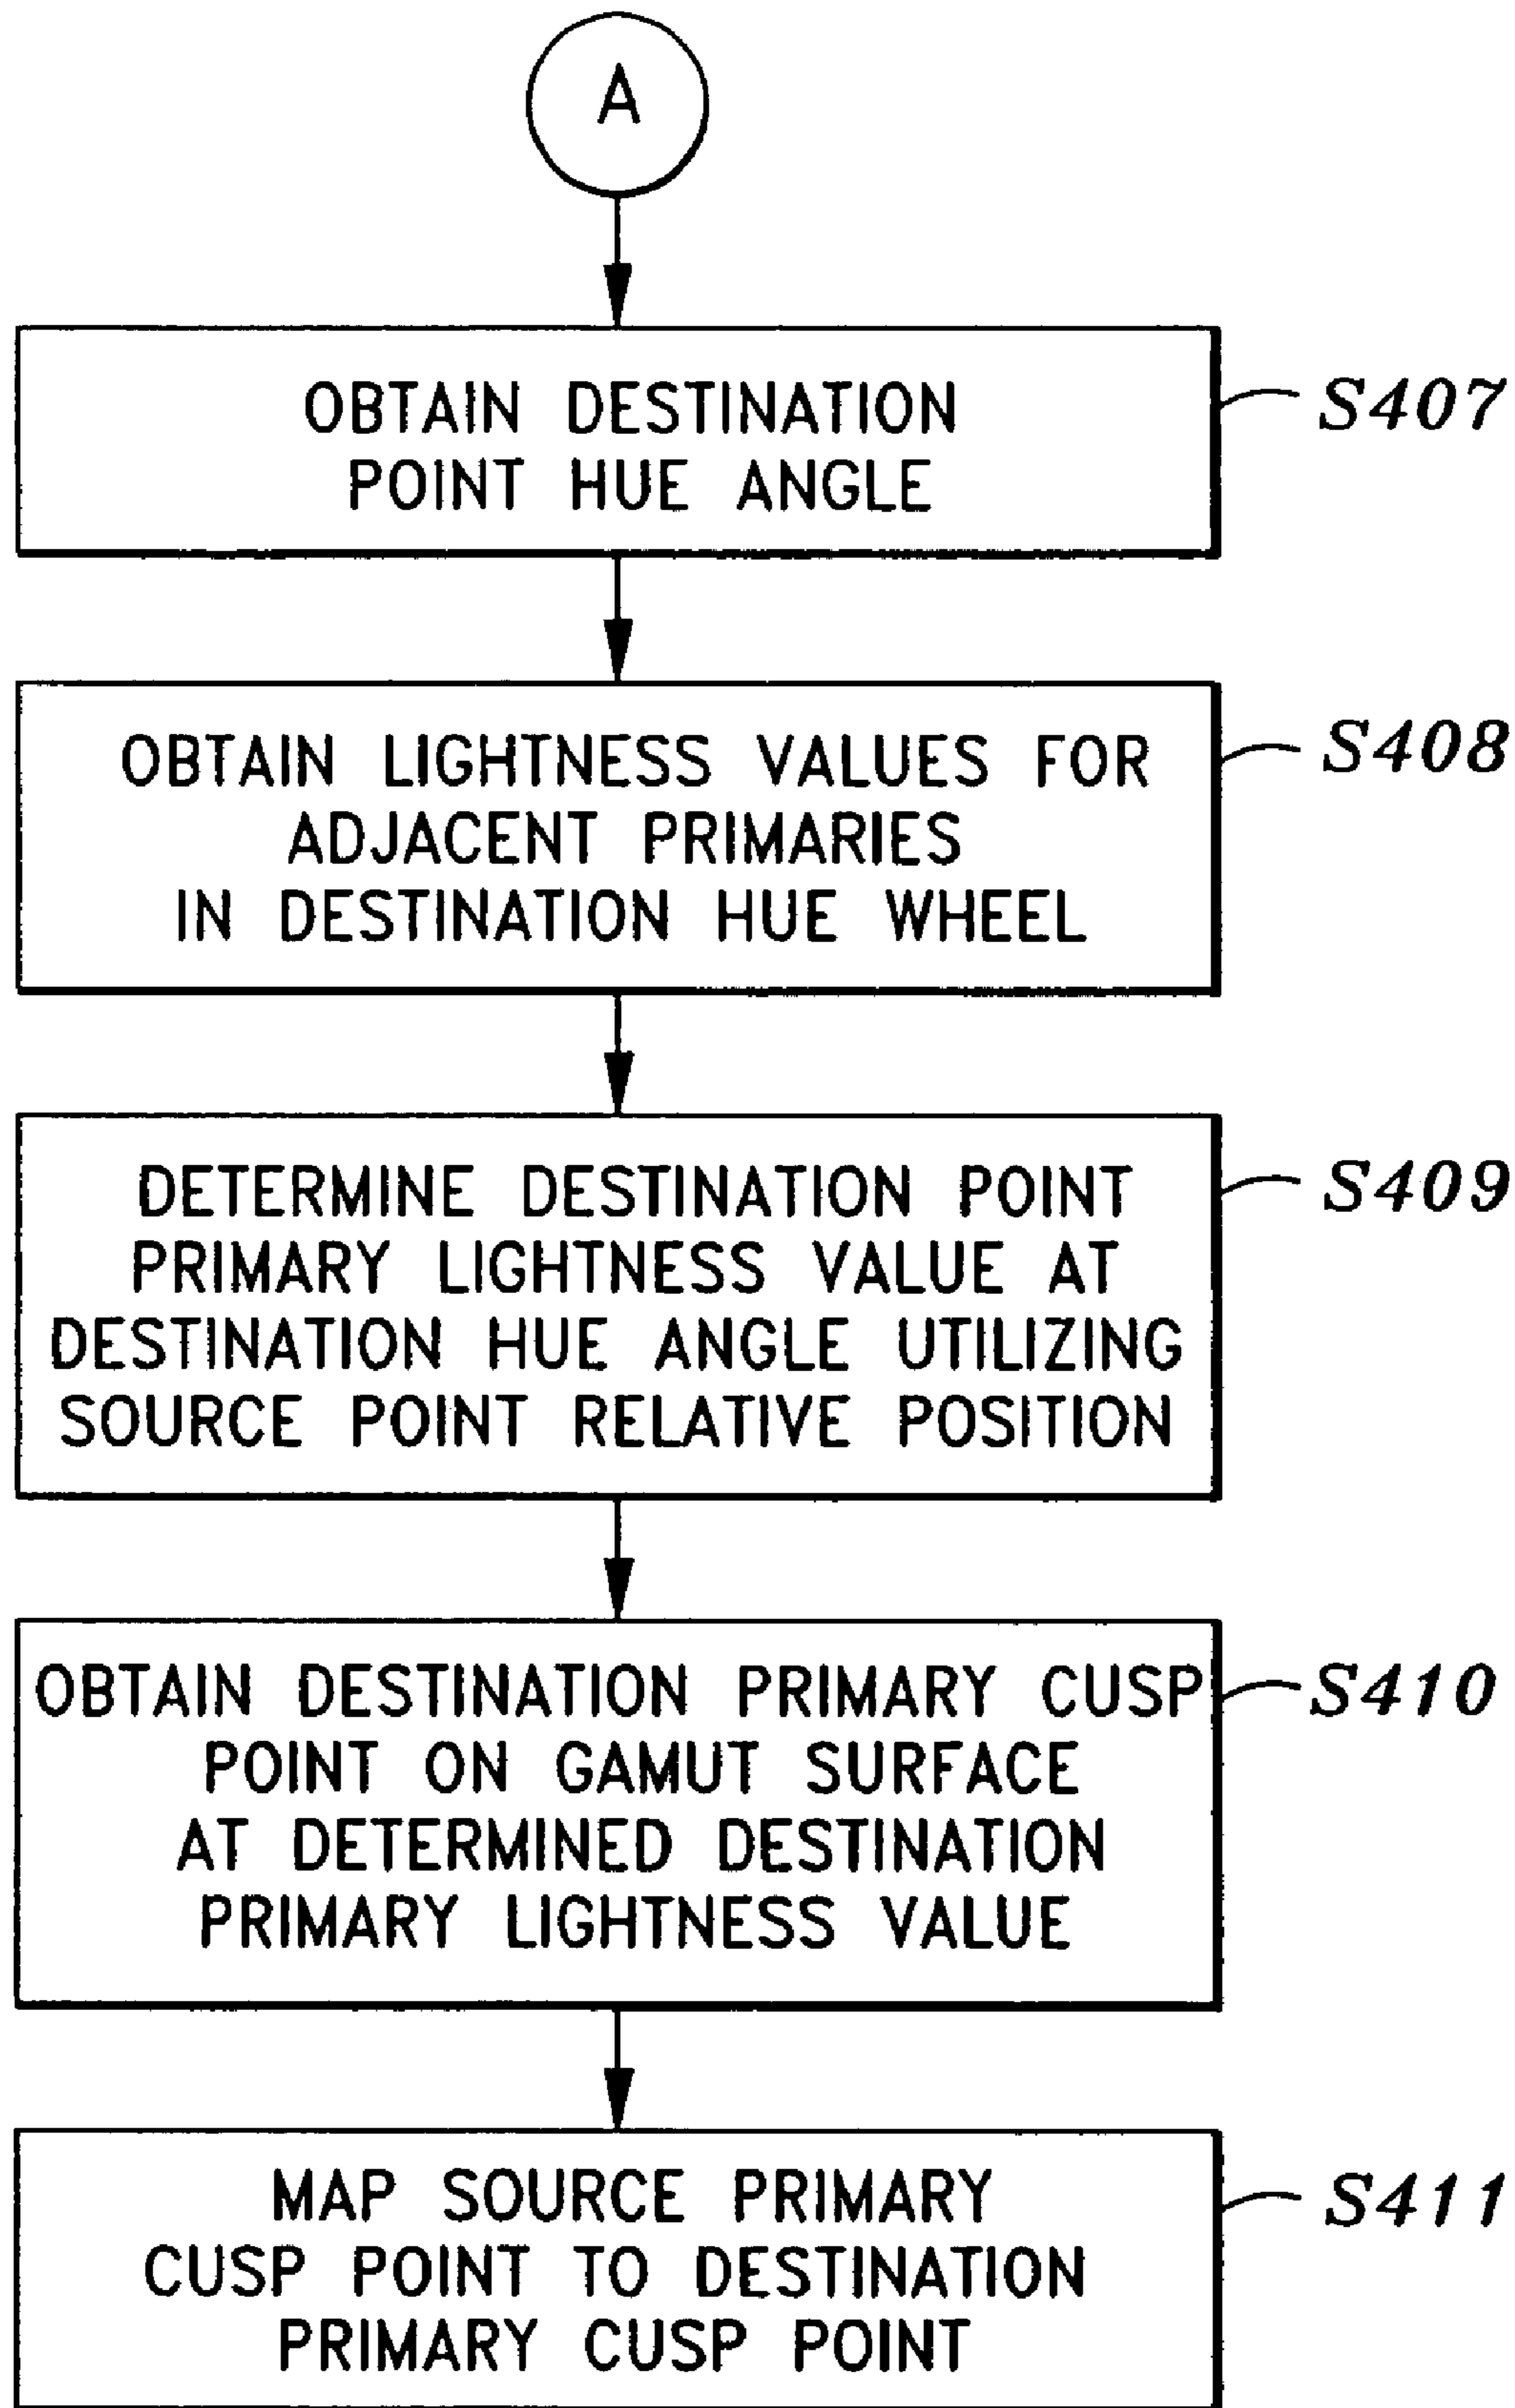 A
OBTAIN DESTINATION
POINT HUE ANGLE
S407
OBTAIN LIGHTNESS VALUES FOR
ADJACENT PRIMARIES
IN DESTINATION HUE WHEEL
S408
DETERMINE DESTINATION POINT
PRIMARY LIGHTNESS VALUE AT
DESTINATION HUE ANGLE UTILIZING
SOURCE POINT RELATIVE POSITION
S409
OBTAIN DESTINATION PRIMARY CUSP
POINT ON GAMUT SURFACE
AT DETERMINED DESTINATION
PRIMARY LIGHTNESS VALUE
S410
MAP SOURCE PRIMARY
CUSP POINT TO DESTINATION
PRIMARY CUSP POINT
S411